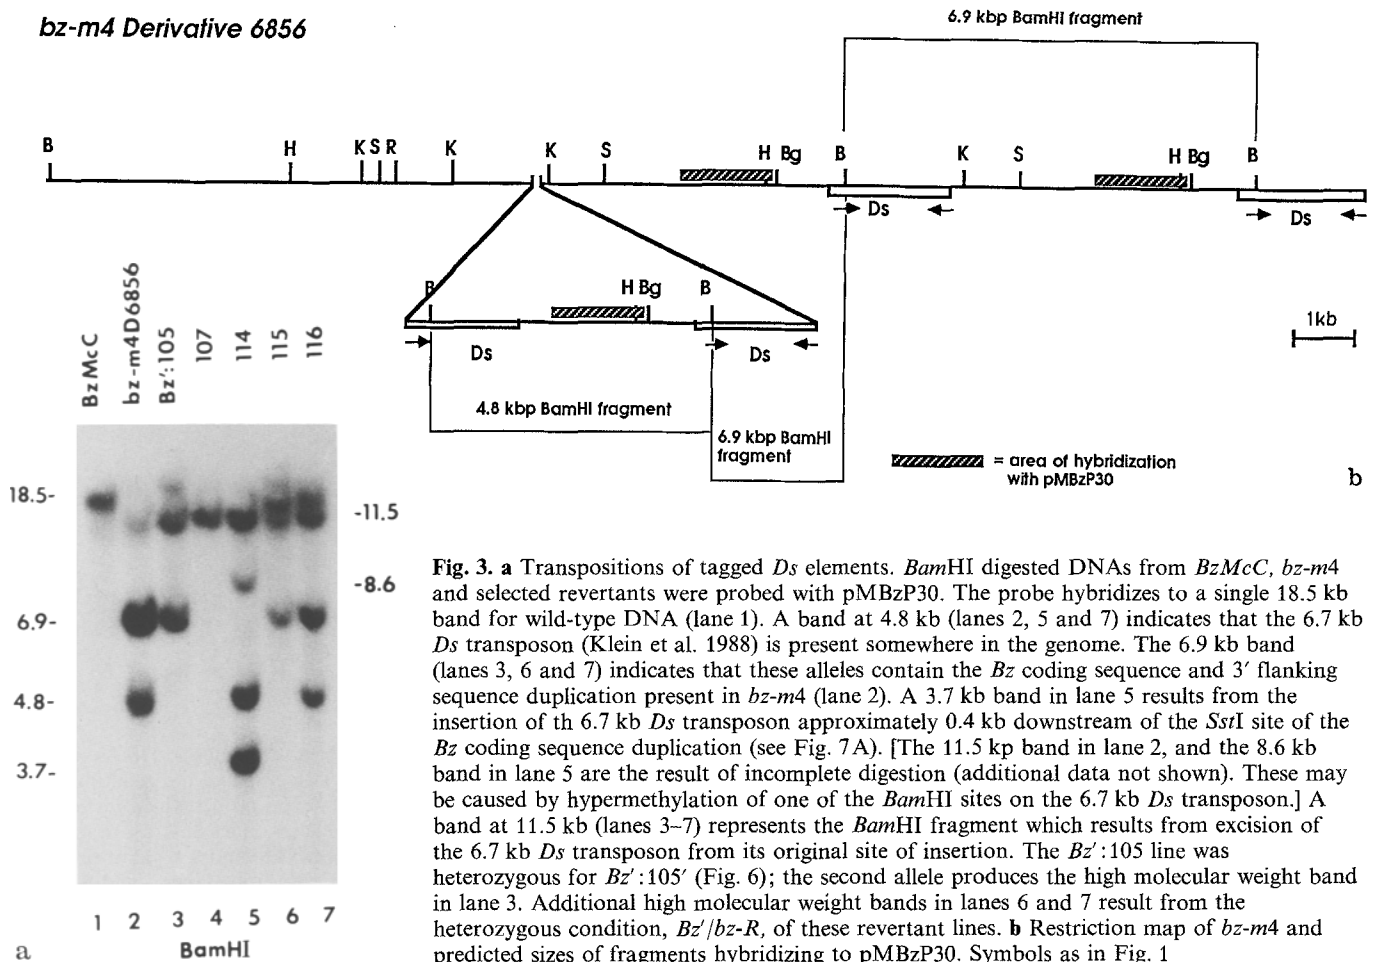 bz-m4 Derivative 6856
6.9 kbp BamHI fragment
B H K S R K K S H Bg B K S H Bg B
Ds Ds
B H Bg B
Ds Ds
1kb
4.8 kbp BamHI fragment
6.9 kbp BamHI
fragment
= area of hybridization
with pMBzP30
b
BzMcC
bz-m4D6856
Bz':105
107
114
115
116
18.5-
-11.5
-8.6
6.9-
4.8-
3.7-
1 2 3 4 5 6 7
BamHI
a
Fig. 3. a Transpositions of tagged Ds elements. BamHI digested DNAs from BzMcC, bz-m4
and selected revertants were probed with pMBzP30. The probe hybridizes to a single 18.5 kb
band for wild-type DNA (lane 1). A band at 4.8 kb (lanes 2, 5 and 7) indicates that the 6.7 kb
Ds transposon (Klein et al. 1988) is present somewhere in the genome. The 6.9 kb band
(lanes 3, 6 and 7) indicates that these alleles contain the Bz coding sequence and 3′ flanking
sequence duplication present in bz-m4 (lane 2). A 3.7 kb band in lane 5 results from the
insertion of th 6.7 kb Ds transposon approximately 0.4 kb downstream of the SstI site of the
Bz coding sequence duplication (see Fig. 7A). [The 11.5 kp band in lane 2, and the 8.6 kb
band in lane 5 are the result of incomplete digestion (additional data not shown). These may
be caused by hypermethylation of one of the BamHI sites on the 6.7 kb Ds transposon.] A
band at 11.5 kb (lanes 3–7) represents the BamHI fragment which results from excision of
the 6.7 kb Ds transposon from its original site of insertion. The Bz′:105 line was
heterozygous for Bz′:105′ (Fig. 6); the second allele produces the high molecular weight band
in lane 3. Additional high molecular weight bands in lanes 6 and 7 result from the
heterozygous condition, Bz′/bz-R, of these revertant lines. b Restriction map of bz-m4 and
predicted sizes of fragments hybridizing to pMBzP30. Symbols as in Fig. 1